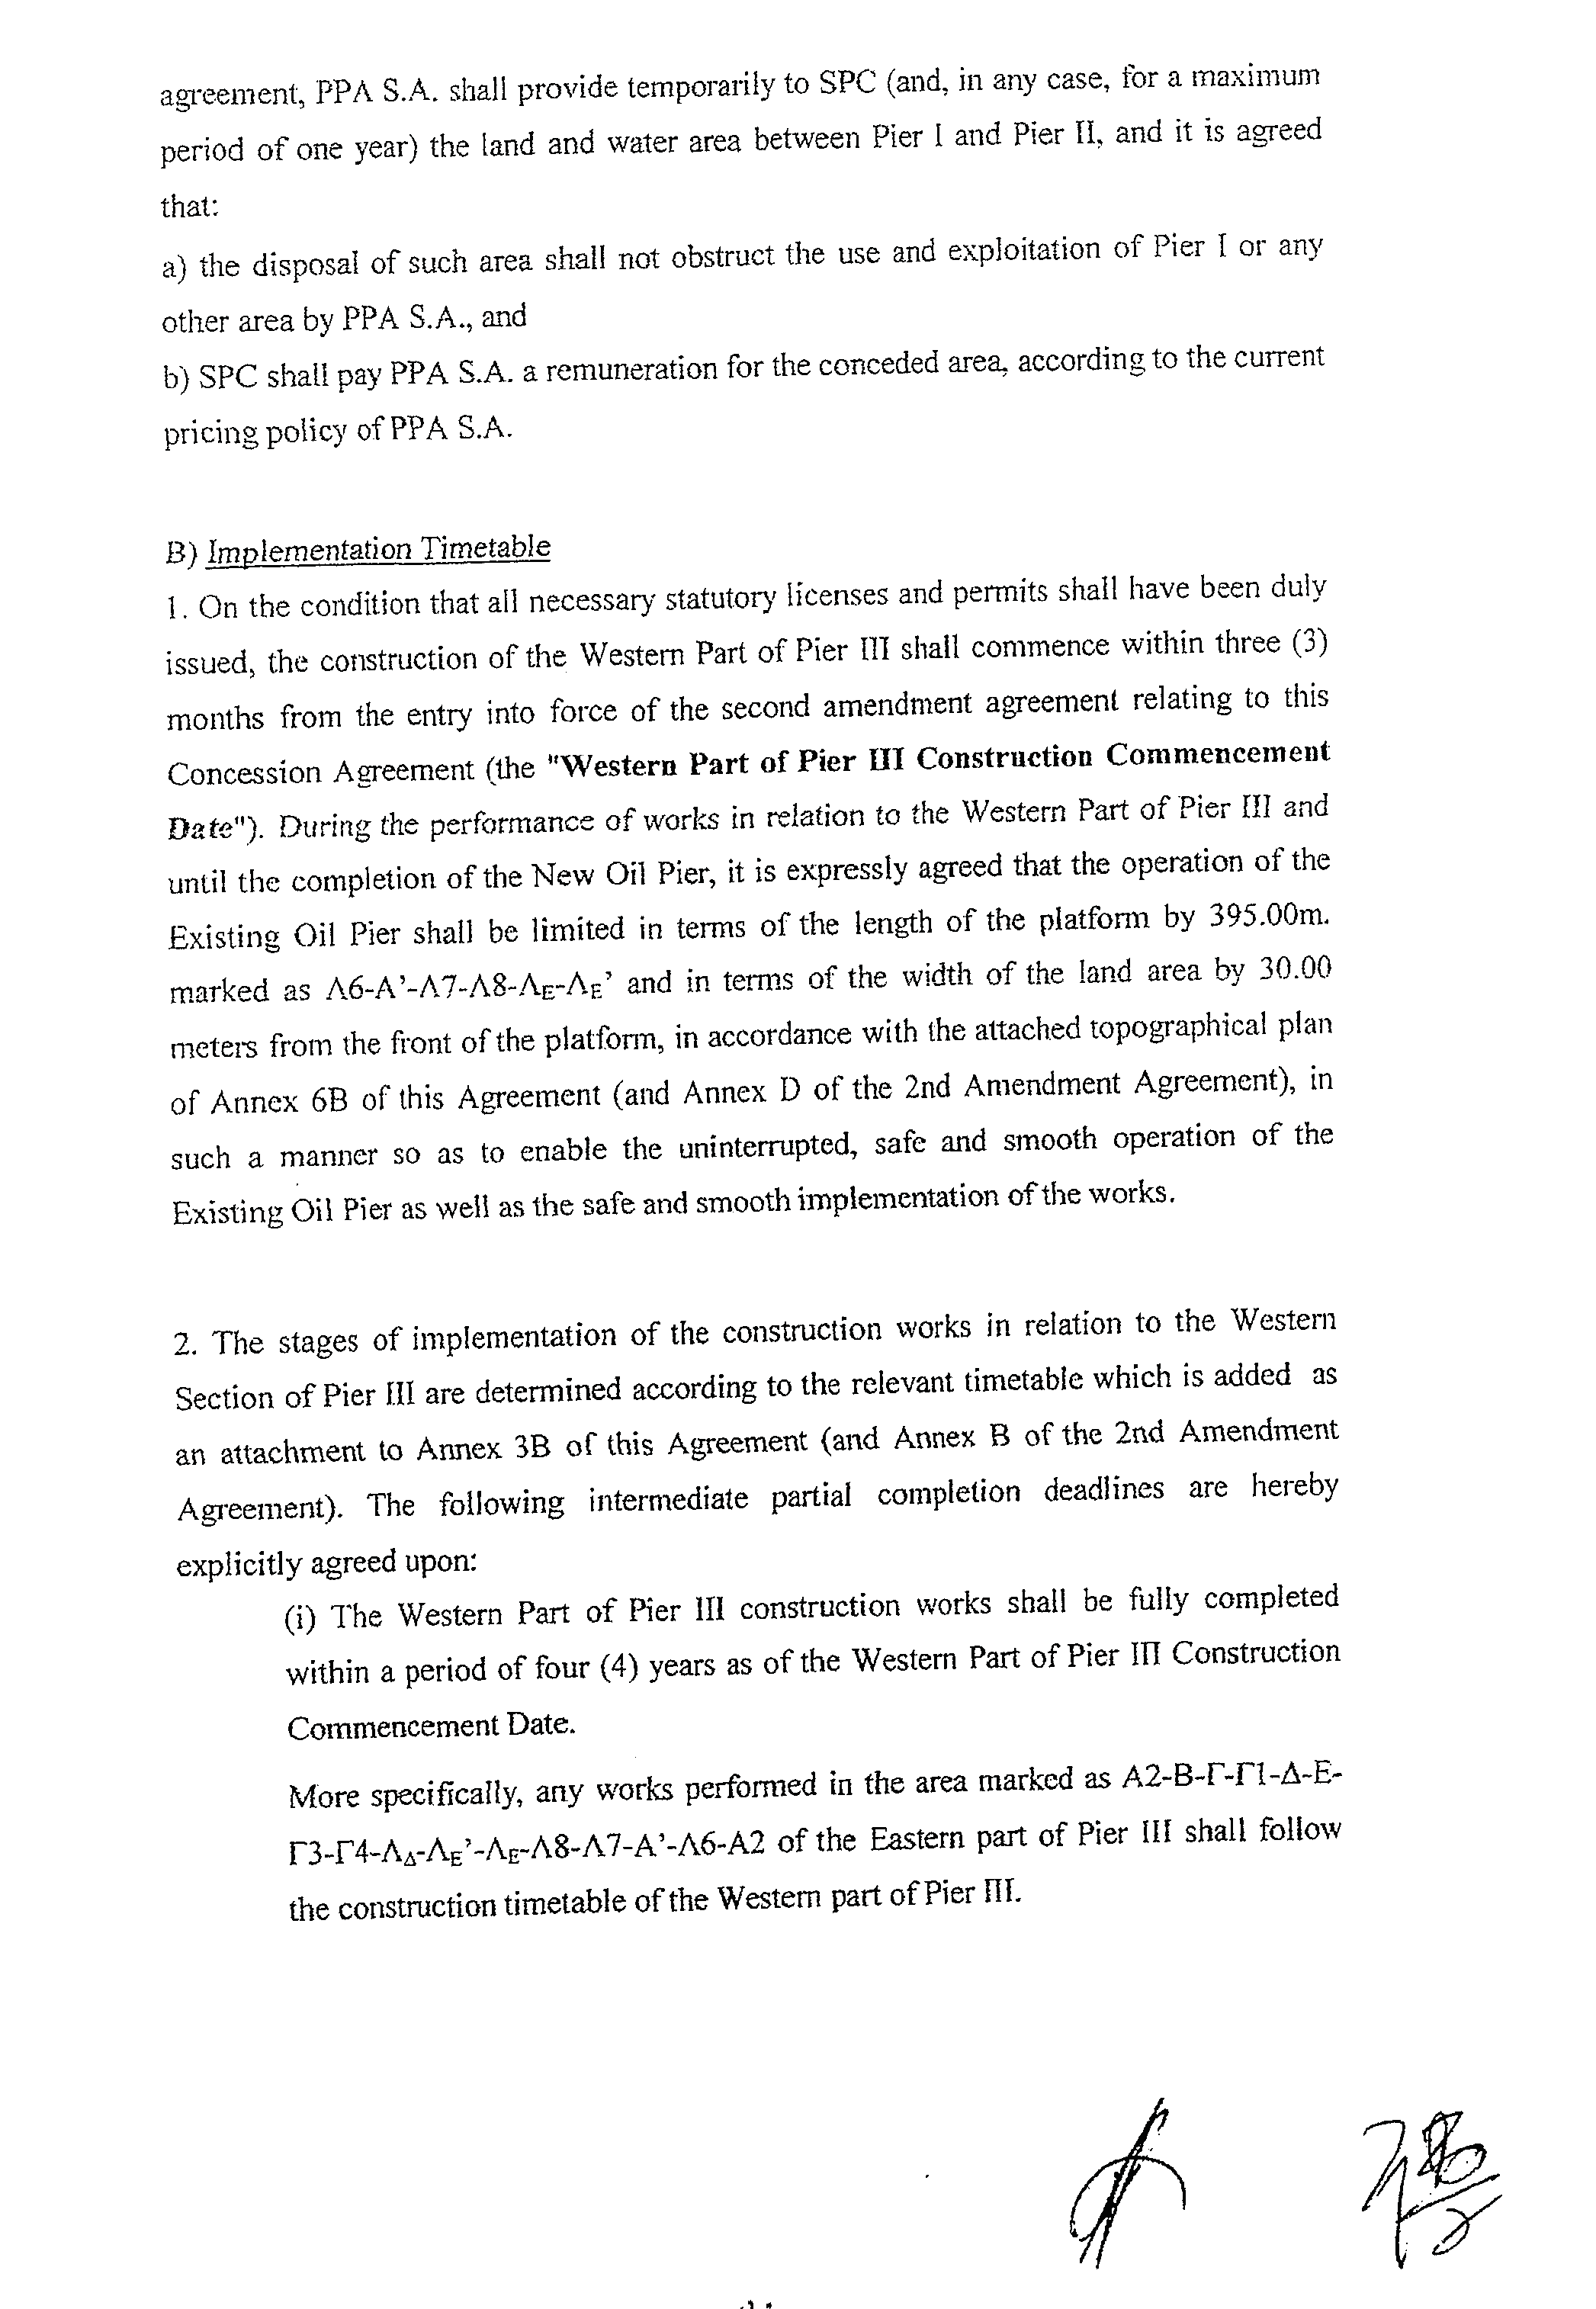 agreement, PPA S.A. shall provide temporarily to SPC (and, in any case, for a maximum
period of one year) the land and water area between Pier I and Pier II, and it is agreed
that:
a) the disposal of such area shall not obstruct the use and exploitation of Pier I or any
other area by PPA S.A., and
b) SPC shall pay PPA S.A. a remuneration for the conceded area, according to the current
pricing policy of PPA S.A.
B) Implementation Timetable
1. On the condition that all necessary statutory licenses and permits shall have been duly
issued, the construction of the Western Part of Pier III shall commence within three (3)
months from the entry into force of the second amendment agreement relating to this
Concession Agreement (the "Western Part of Pier III Construction Commencement
Date"). During the performance of works in relation to the Western Part of Pier III and
until the completion of the New Oil Pier, it is expressly agreed that the operation of the
Existing Oil Pier shall be limited in terms of the length of the platform by 395.00m.
marked as Λ6-A’-Λ7-Λ8-ΛE-ΛE’ and in terms of the width of the land area by 30.00
meters from the front of the platform, in accordance with the attached topographical plan
of Annex 6B of this Agreement (and Annex D of the 2nd Amendment Agreement), in
such a manner so as to enable the uninterrupted, safe and smooth operation of the
Existing Oil Pier as well as the safe and smooth implementation of the works.
2. The stages of implementation of the construction works in relation to the Western
Section of Pier III are determined according to the relevant timetable which is added as
an attachment to Annex 3B of this Agreement (and Annex B of the 2nd Amendment
Agreement). The following intermediate partial completion deadlines are hereby
explicitly agreed upon:
(i) The Western Part of Pier III construction works shall be fully completed
within a period of four (4) years as of the Western Part of Pier III Construction
Commencement Date.
More specifically, any works performed in the area marked as A2-B-Γ-Γ1-Δ-E-
Γ3-Γ4-ΛΔ-ΛE’-ΛE-Λ8-Λ7-A’-Λ6-A2 of the Eastern part of Pier III shall follow
the construction timetable of the Western part of Pier III.